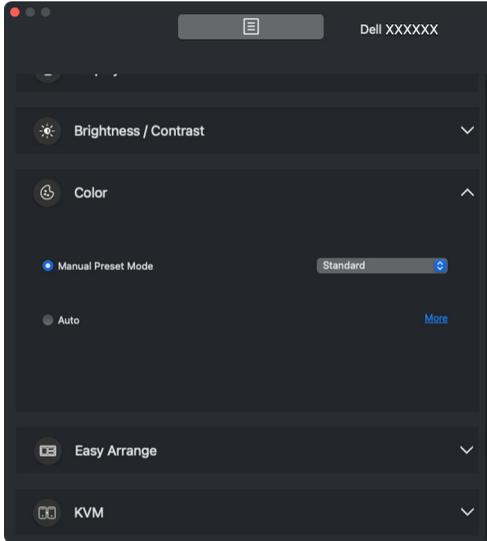 Dell XXXXXX
Brightness / Contrast
Color
Manual Preset Mode Standard
Auto More
Easy Arrange
KVM